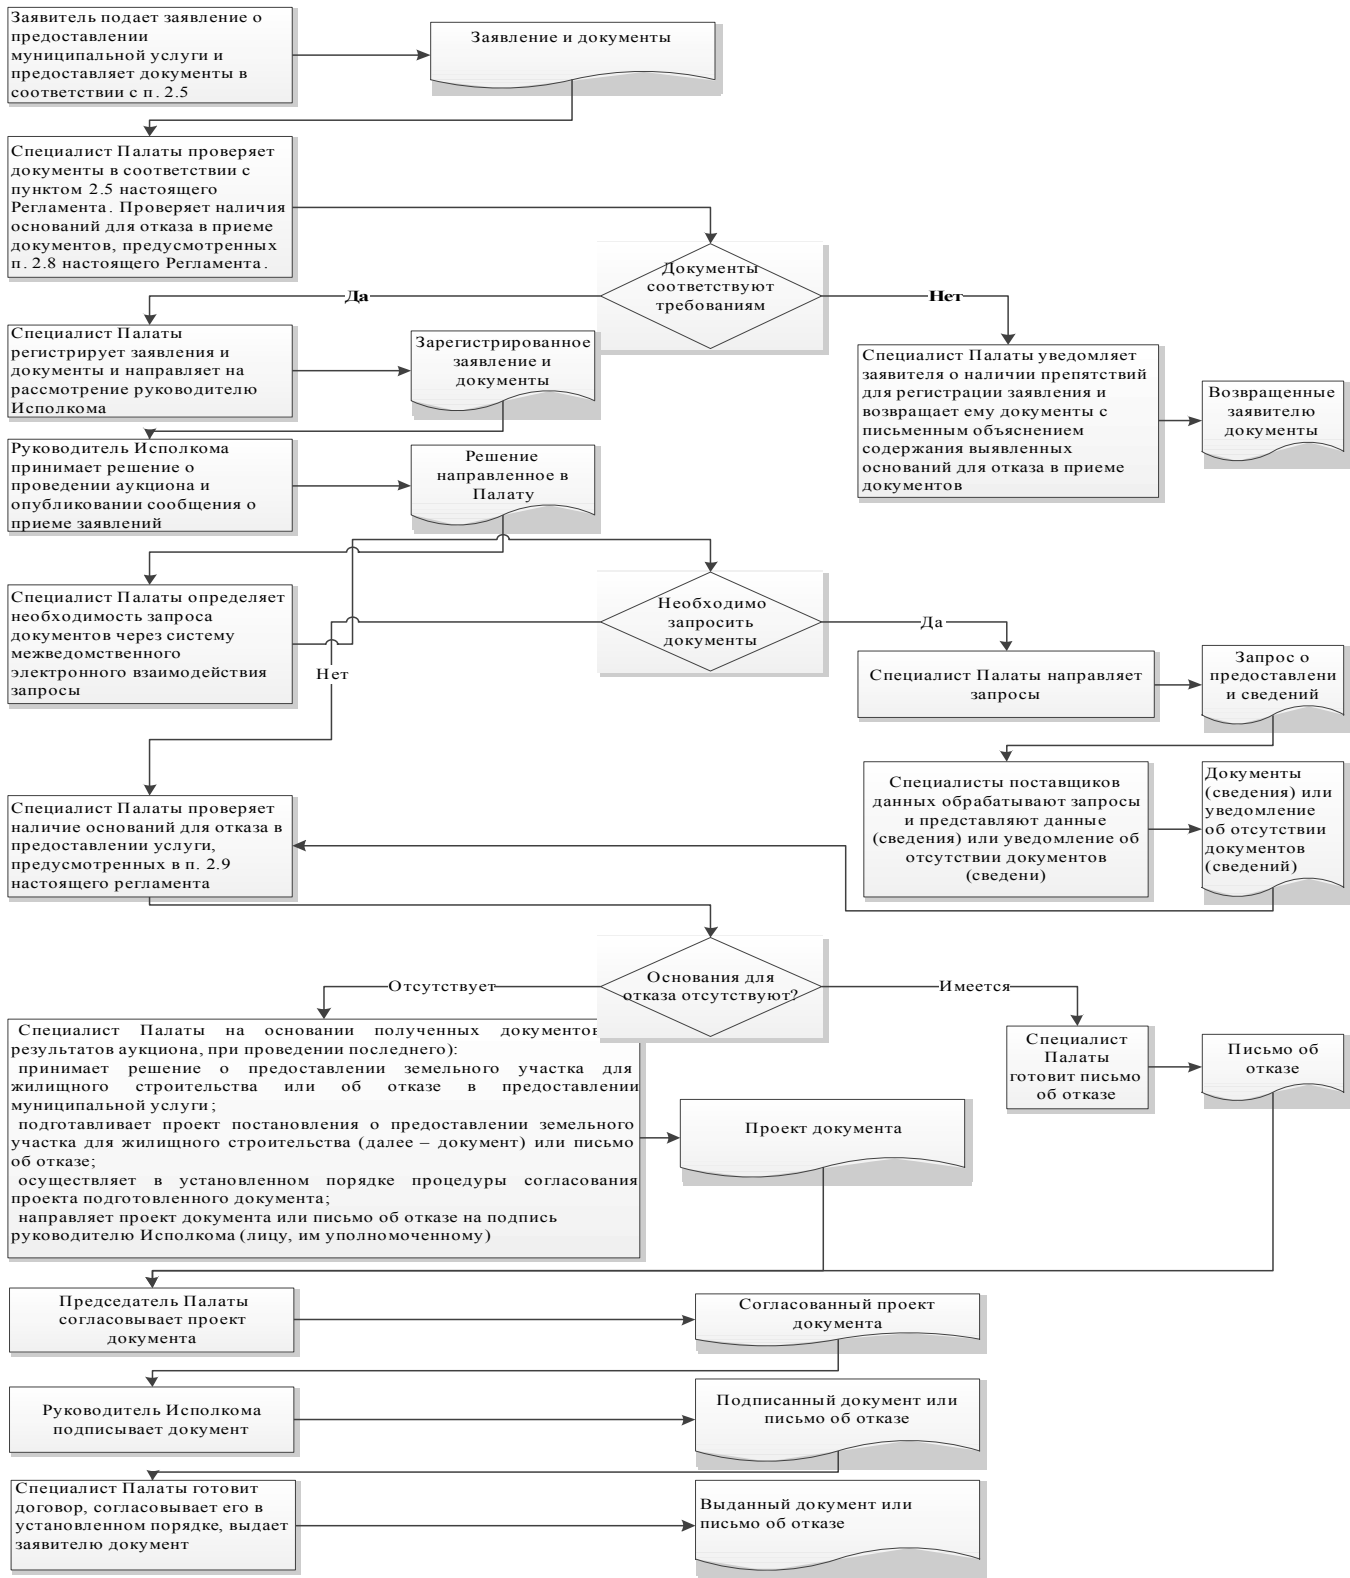 Заявитель подает заявление о
предоставлении
муниципальной услуги и
предоставляет документы в
соответствии с п. 2.5
Заявление и документы
Специалист Палаты проверяет
документы в соответствии с
пунктом 2.5 настоящего
Регламента. Проверяет наличия
оснований для отказа в приеме
документов, предусмотренных
п. 2.8 настоящего Регламента.
Документы
соответствуют
требованиям
Да
Нет
Специалист Палаты
регистрирует заявления и
документы и направляет на
рассмотрение руководителю
Исполкома
Зарегистрированное
заявление и
документы
Специалист Палаты уведомляет
заявителя о наличии препятствий
для регистрации заявления и
возвращает ему документы с
письменным объяснением
содержания выявленных
оснований для отказа в приеме
документов
Возвращенные
заявителю
документы
Руководитель Исполкома
принимает решение о
проведении аукциона и
опубликовании сообщения о
приеме заявлений
Решение
направленное в
Палату
Специалист Палаты определяет
необходимость запроса
документов через систему
межведомственного
электронного взаимодействия
запросы
Необходимо
запросить
документы
Да
Нет
Специалист Палаты направляет
запросы
Запрос о
предоставлени
и сведений
Специалисты поставщиков
данных обрабатывают запросы
и представляют данные
(сведения) или уведомление об
отсутствии документов
(сведени)
Документы
(сведения) или
уведомление
об отсутствии
документов
(сведений)
Специалист Палаты проверяет
наличие оснований для отказа в
предоставлении услуги,
предусмотренных в п. 2.9
настоящего регламента
Основания для
отказа отсутствуют?
Отсутствует
Имеется
Специалист Палаты на основании полученных документов
результатов аукциона, при проведении последнего):
принимает решение о предоставлении земельного участка для
жилищного строительства или об отказе в предоставлении
муниципальной услуги;
подготавливает проект постановления о предоставлении земельного
участка для жилищного строительства (далее – документ) или письмо
об отказе;
осуществляет в установленном порядке процедуры согласования
проекта подготовленного документа;
направляет проект документа или письмо об отказе на подпись
руководителю Исполкома (лицу, им уполномоченному)
Проект документа
Специалист
Палаты
готовит письмо
об отказе
Письмо об
отказе
Председатель Палаты
согласовывает проект
документа
Согласованный проект
документа
Руководитель Исполкома
подписывает документ
Подписанный документ или
письмо об отказе
Специалист Палаты готовит
договор, согласовывает его в
установленном порядке, выдает
заявителю документ
Выданный документ или
письмо об отказе